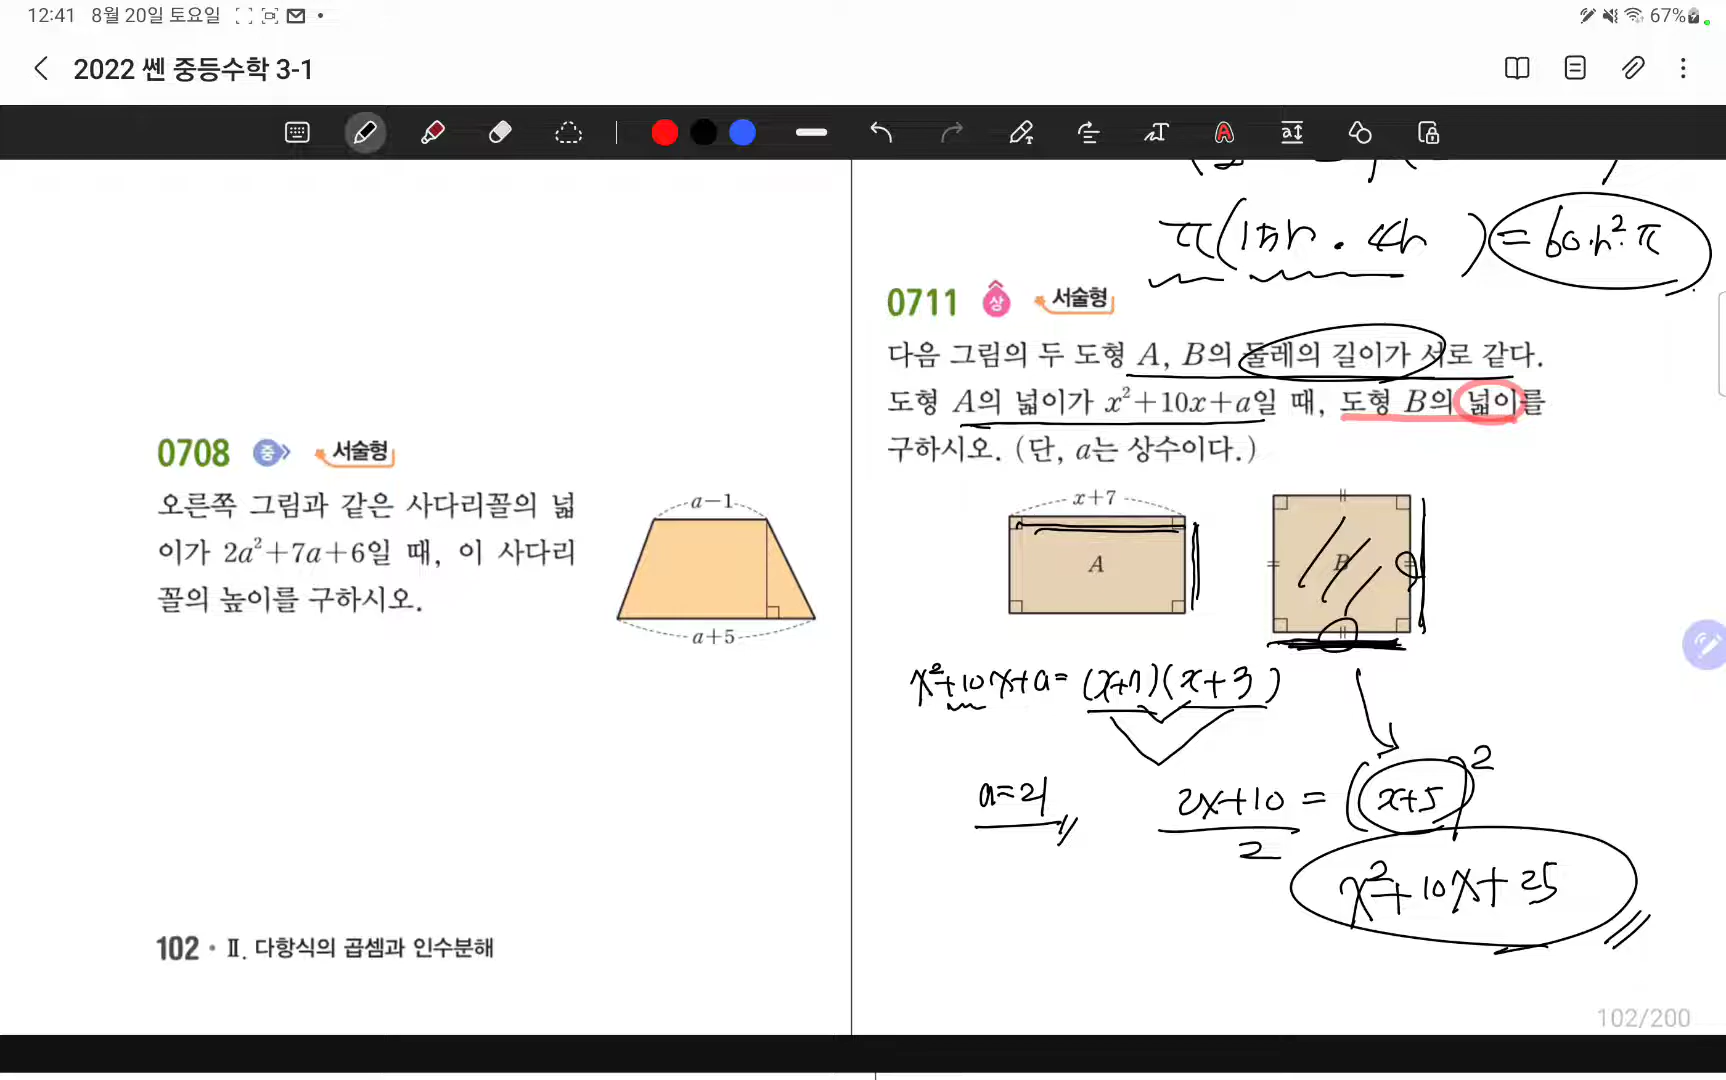 12:41 8월 20일 토요일
67%
2022 쎈 중등수학 3-1
π(15h · 4h ) = 60·h²·π
0708 중 서술형
오른쪽 그림과 같은 사다리꼴의 넓
이가 2a²+7a+6일 때, 이 사다리
꼴의 높이를 구하시오.
a-1
a+5
102 · Ⅱ. 다항식의 곱셈과 인수분해
0711 상 서술형
다음 그림의 두 도형 A, B의 둘레의 길이가 서로 같다.
도형 A의 넓이가 x²+10x+a일 때, 도형 B의 넓이를
구하시오. (단, a는 상수이다.)
x+7
A
B
x²+10x+a = (x+7)(x+3)
a=21
2x+10 = (x+5)²
2
x²+10x+25
102/200